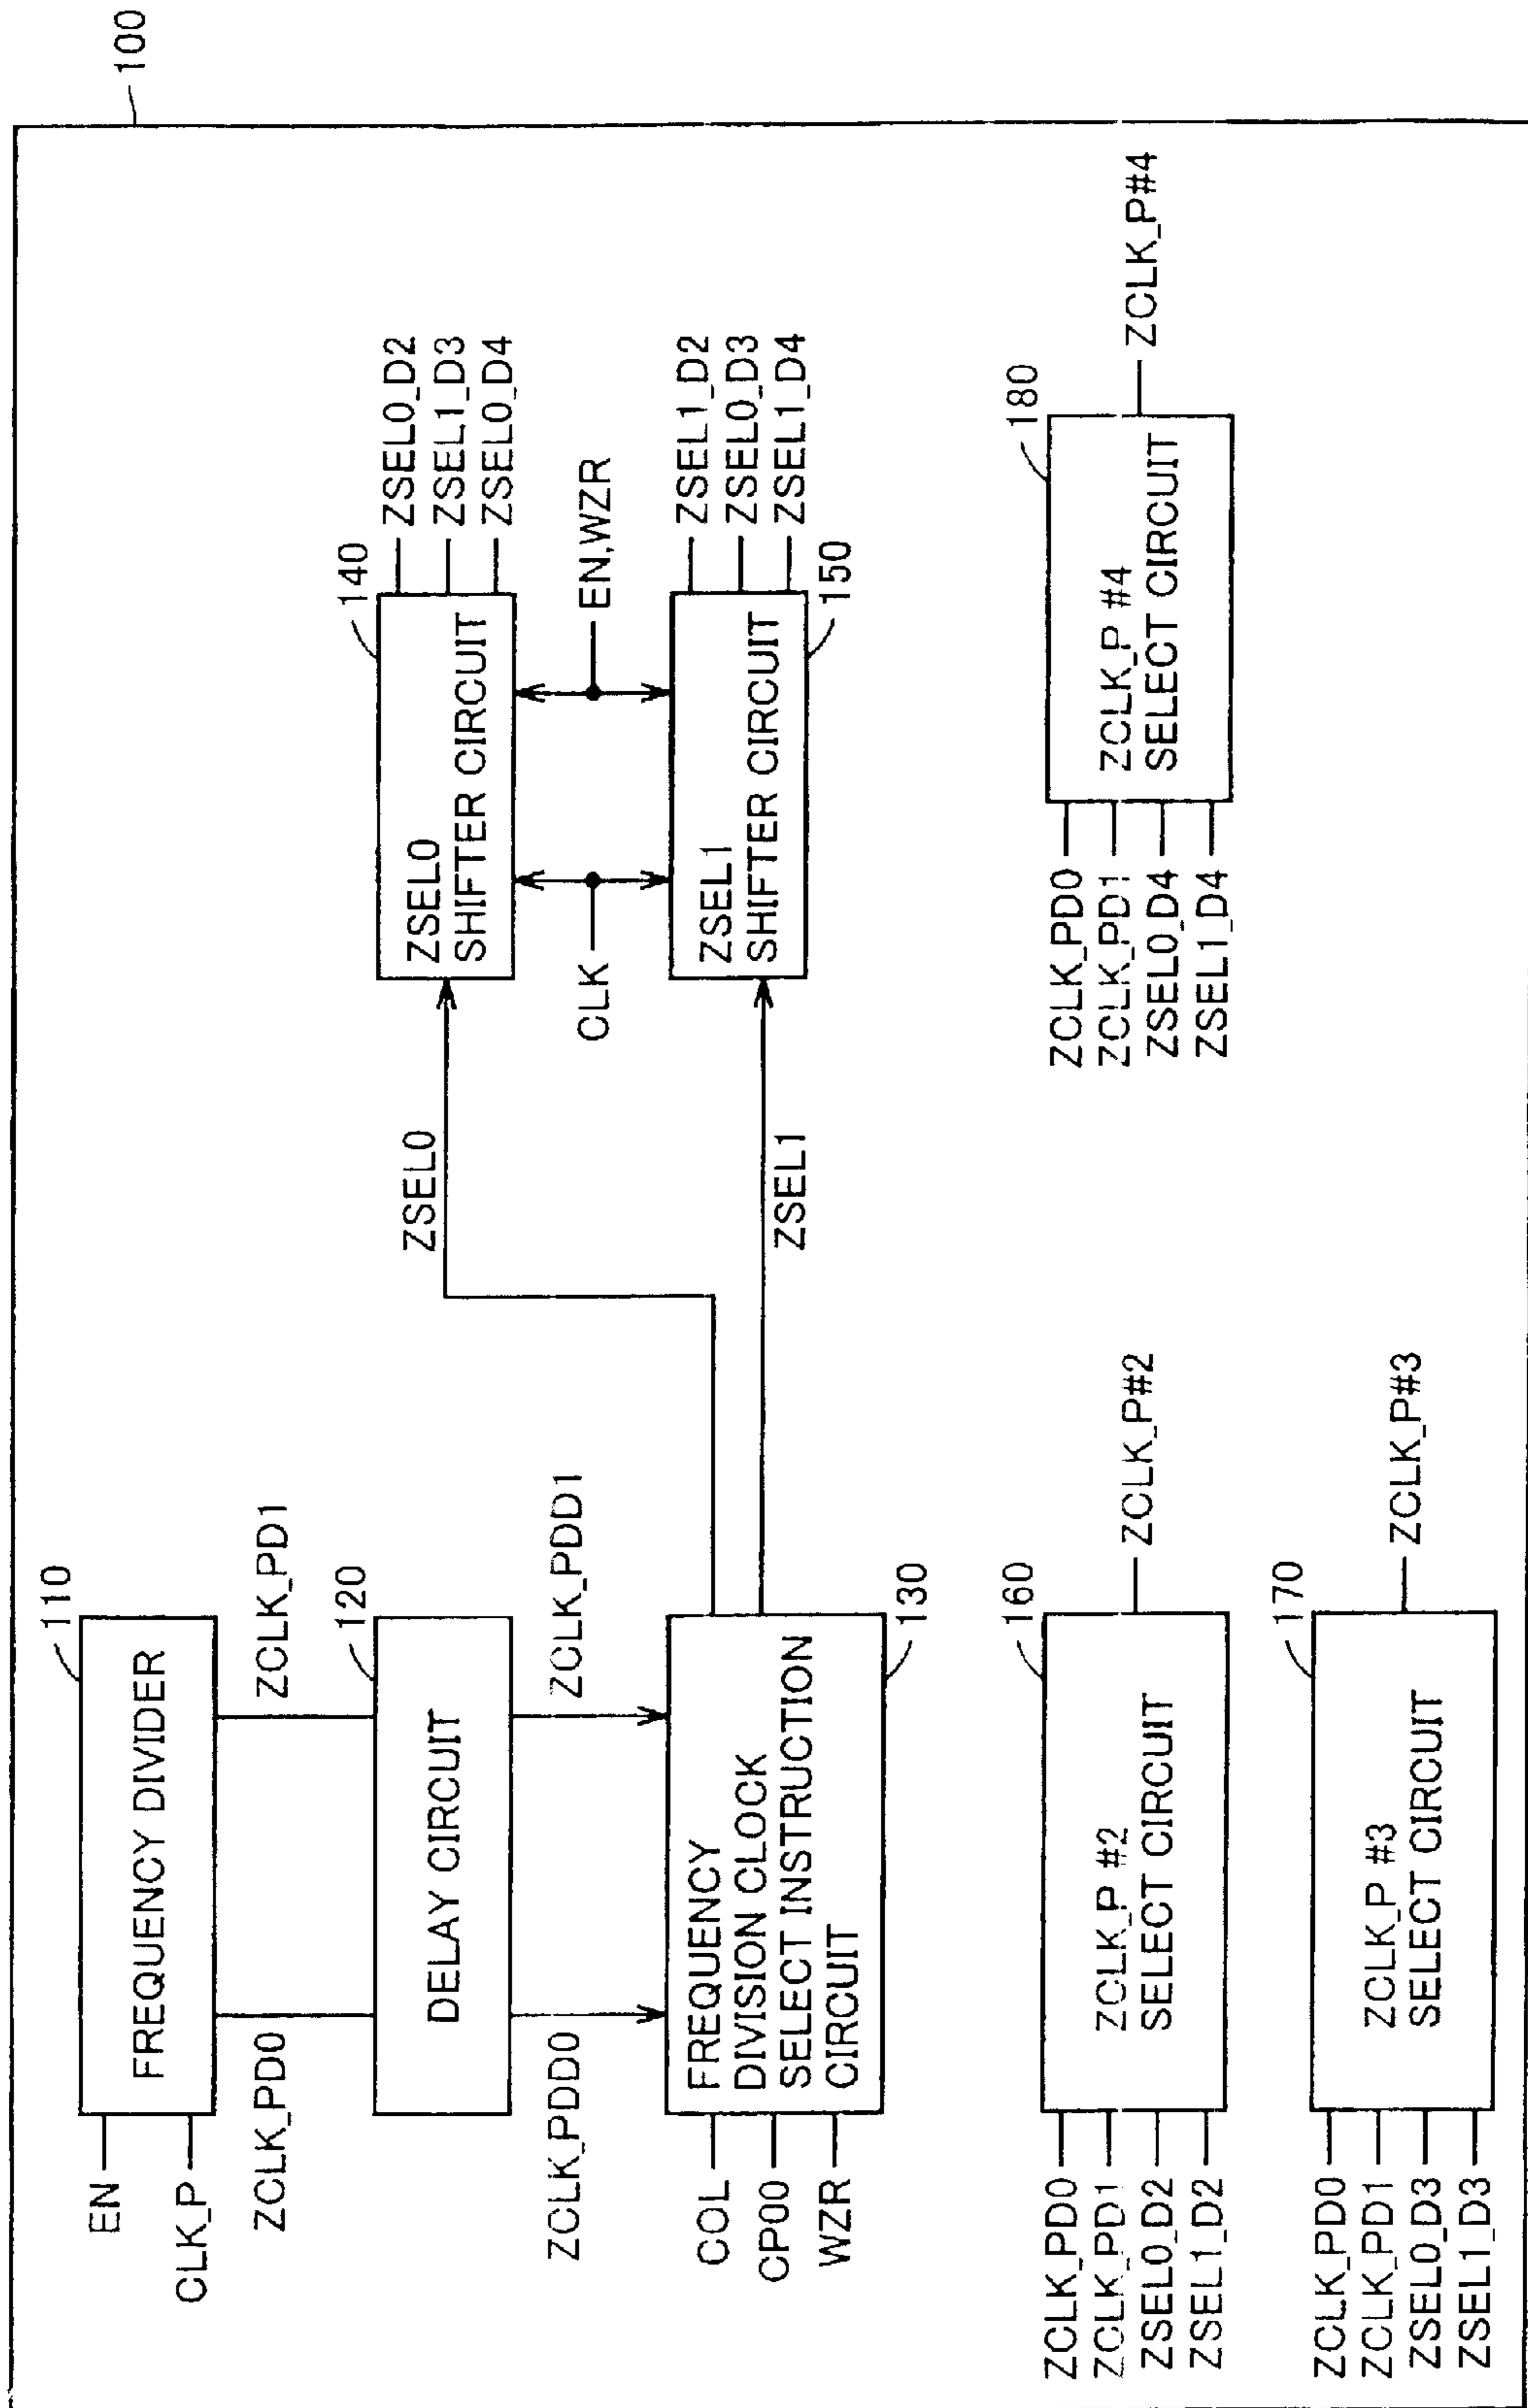 100
110
FREQUENCY DIVIDER
EN
CLK_P
ZCLK_PD0
ZCLK_PD1
120
DELAY CIRCUIT
ZCLK_PDD0
ZCLK_PDD1
FREQUENCY
DIVISION CLOCK
SELECT INSTRUCTION
CIRCUIT
130
COL
CP00
WZR
ZSEL0
ZSEL1
140
ZSEL0
SHIFTER CIRCUIT
ZSEL0_D2
ZSEL1_D3
ZSEL0_D4
CLK
EN,WZR
ZSEL1
SHIFTER CIRCUIT
150
ZSEL1_D2
ZSEL0_D3
ZSEL1_D4
160
ZCLK_P #2
SELECT CIRCUIT
ZCLK_PD0
ZCLK_PD1
ZSEL0_D2
ZSEL1_D2
ZCLK_P#2
170
ZCLK_P #3
SELECT CIRCUIT
ZCLK_PD0
ZCLK_PD1
ZSEL0_D3
ZSEL1_D3
ZCLK_P#3
180
ZCLK_P #4
SELECT CIRCUIT
ZCLK_PD0
ZCLK_PD1
ZSEL0_D4
ZSEL1_D4
ZCLK_P#4